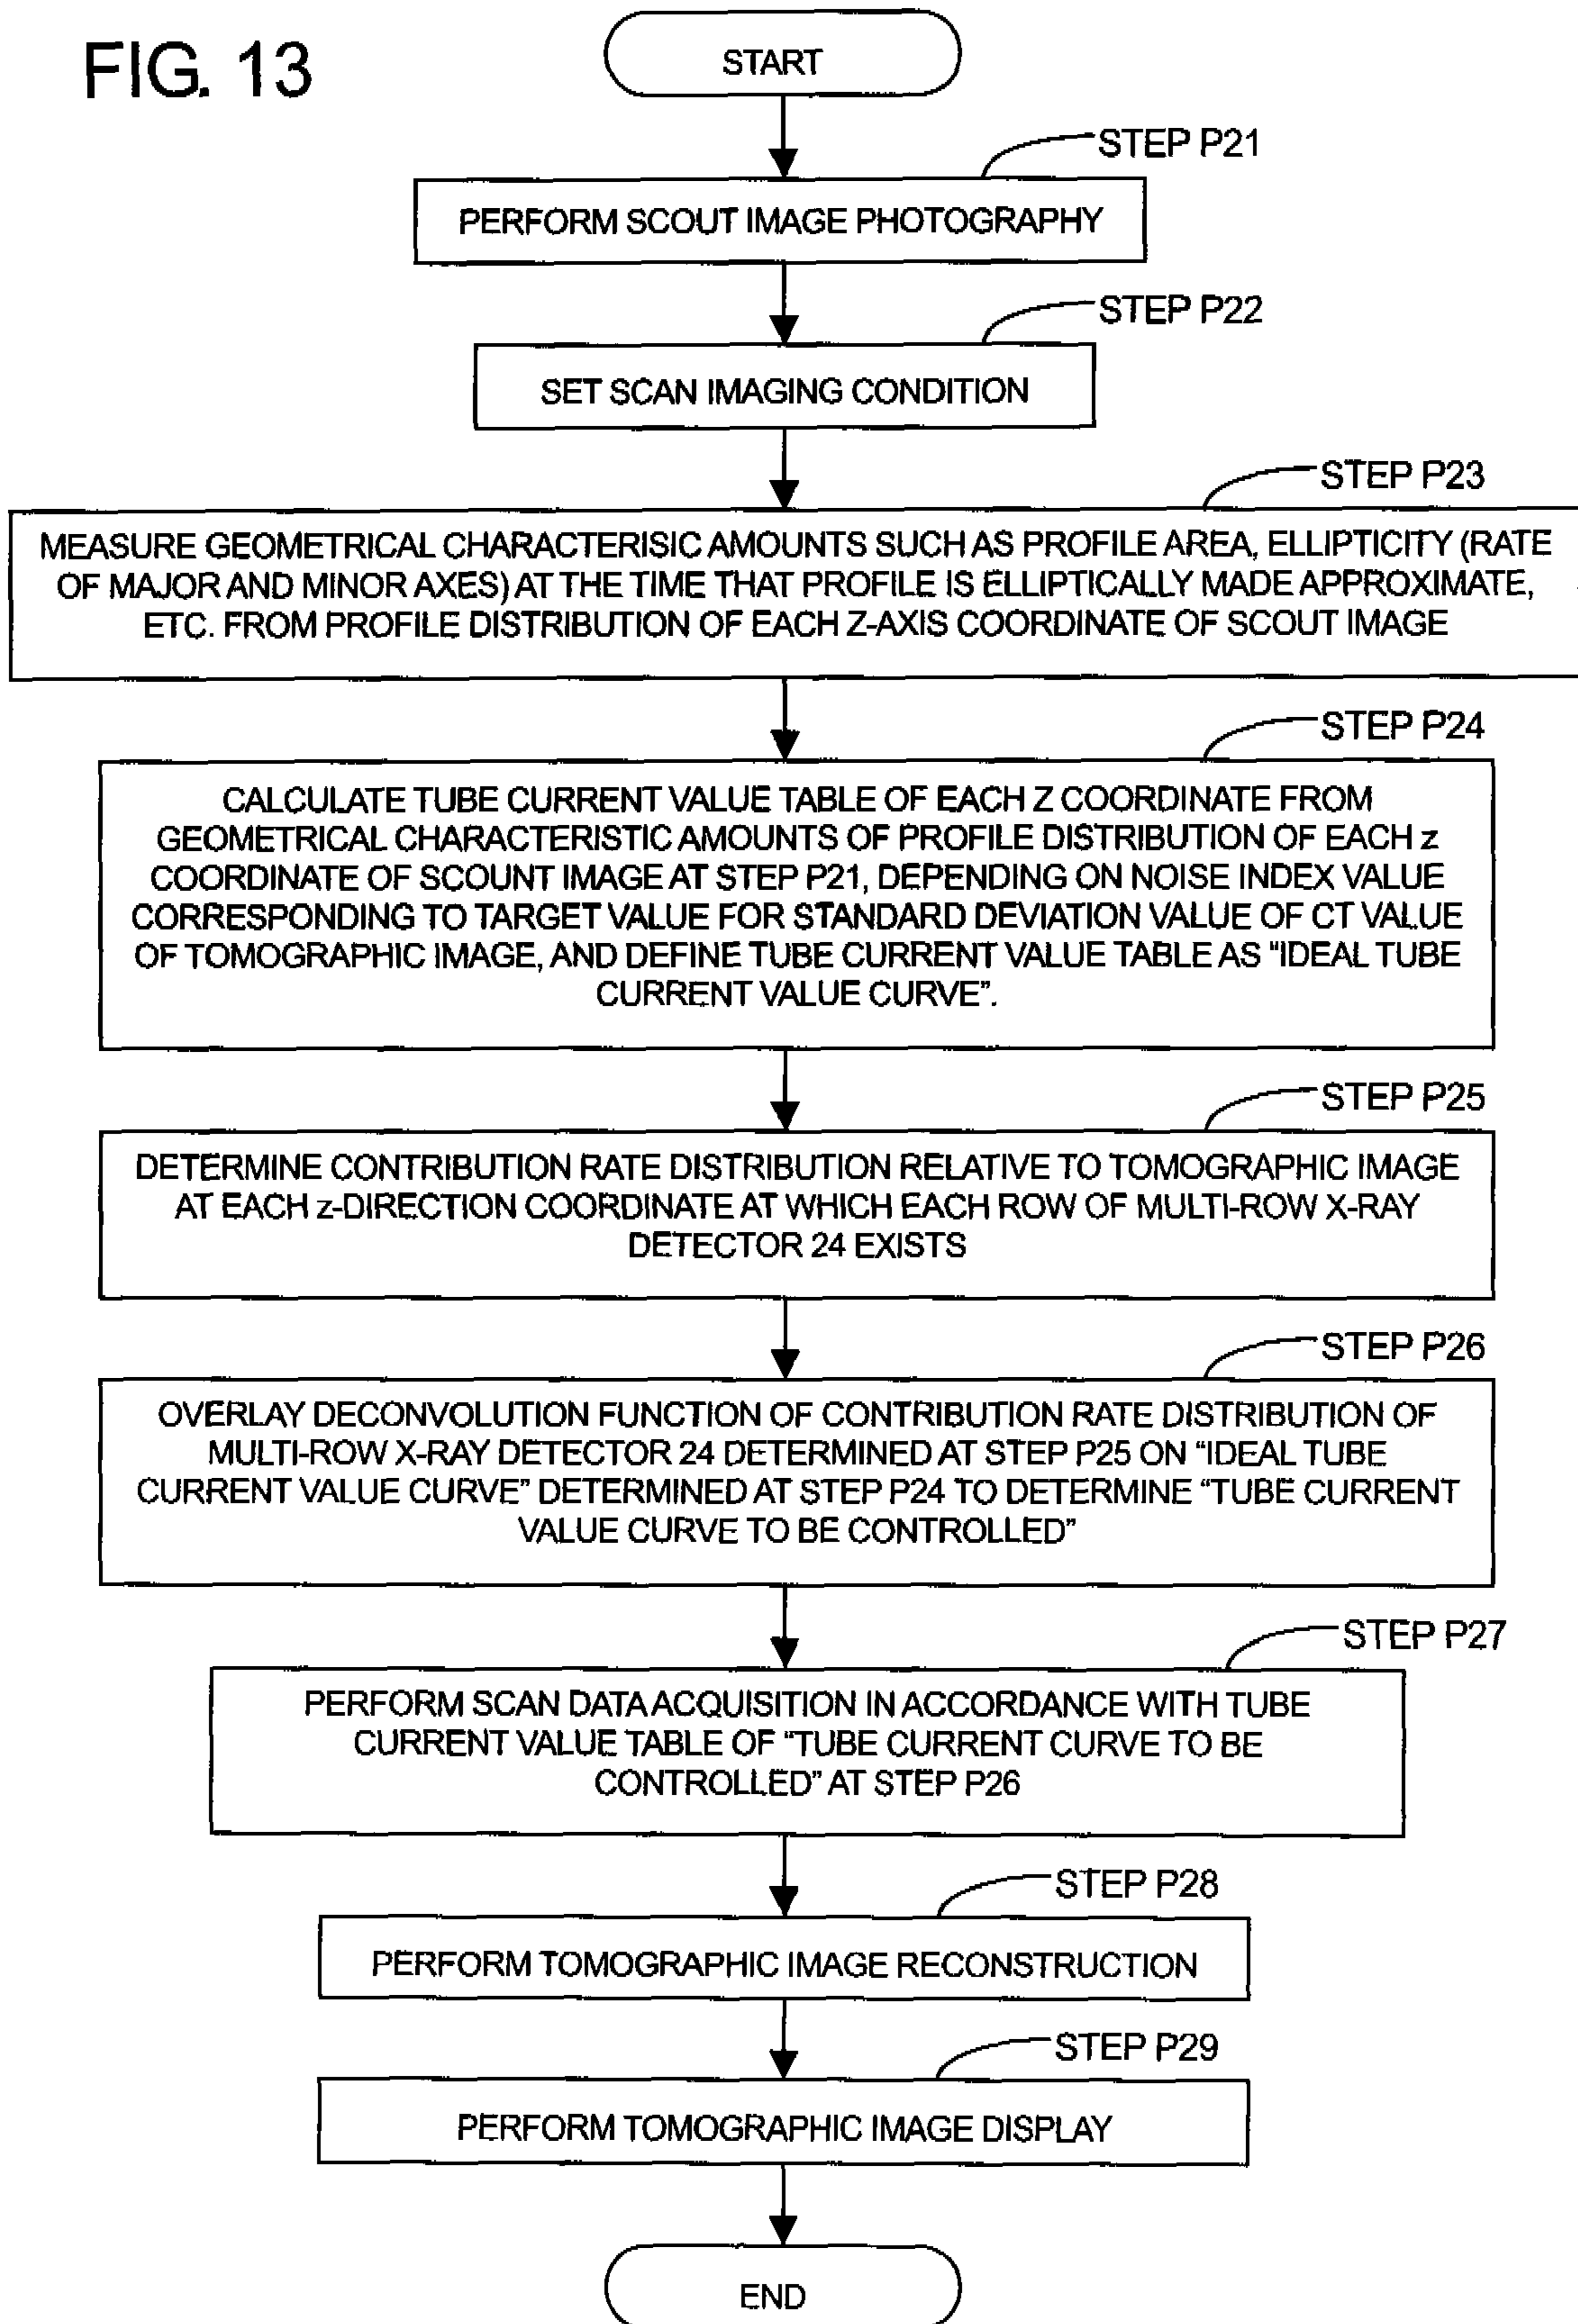 FIG. 13
START
STEP P21
PERFORM SCOUT IMAGE PHOTOGRAPHY
STEP P22
SET SCAN IMAGING CONDITION
STEP P23
MEASURE GEOMETRICAL CHARACTERISIC AMOUNTS SUCH AS PROFILE AREA, ELLIPTICITY (RATE
OF MAJOR AND MINOR AXES) AT THE TIME THAT PROFILE IS ELLIPTICALLY MADE APPROXIMATE,
ETC. FROM PROFILE DISTRIBUTION OF EACH Z-AXIS COORDINATE OF SCOUT IMAGE
STEP P24
CALCULATE TUBE CURRENT VALUE TABLE OF EACH Z COORDINATE FROM
GEOMETRICAL CHARACTERISTIC AMOUNTS OF PROFILE DISTRIBUTION OF EACH z
COORDINATE OF SCOUNT IMAGE AT STEP P21, DEPENDING ON NOISE INDEX VALUE
CORRESPONDING TO TARGET VALUE FOR STANDARD DEVIATION VALUE OF CT VALUE
OF TOMOGRAPHIC IMAGE, AND DEFINE TUBE CURRENT VALUE TABLE AS “IDEAL TUBE
CURRENT VALUE CURVE”.
STEP P25
DETERMINE CONTRIBUTION RATE DISTRIBUTION RELATIVE TO TOMOGRAPHIC IMAGE
AT EACH z-DIRECTION COORDINATE AT WHICH EACH ROW OF MULTI-ROW X-RAY
DETECTOR 24 EXISTS
STEP P26
OVERLAY DECONVOLUTION FUNCTION OF CONTRIBUTION RATE DISTRIBUTION OF
MULTI-ROW X-RAY DETECTOR 24 DETERMINED AT STEP P25 ON “IDEAL TUBE
CURRENT VALUE CURVE” DETERMINED AT STEP P24 TO DETERMINE “TUBE CURRENT
VALUE CURVE TO BE CONTROLLED”
STEP P27
PERFORM SCAN DATA ACQUISITION IN ACCORDANCE WITH TUBE
CURRENT VALUE TABLE OF “TUBE CURRENT CURVE TO BE
CONTROLLED” AT STEP P26
STEP P28
PERFORM TOMOGRAPHIC IMAGE RECONSTRUCTION
STEP P29
PERFORM TOMOGRAPHIC IMAGE DISPLAY
END